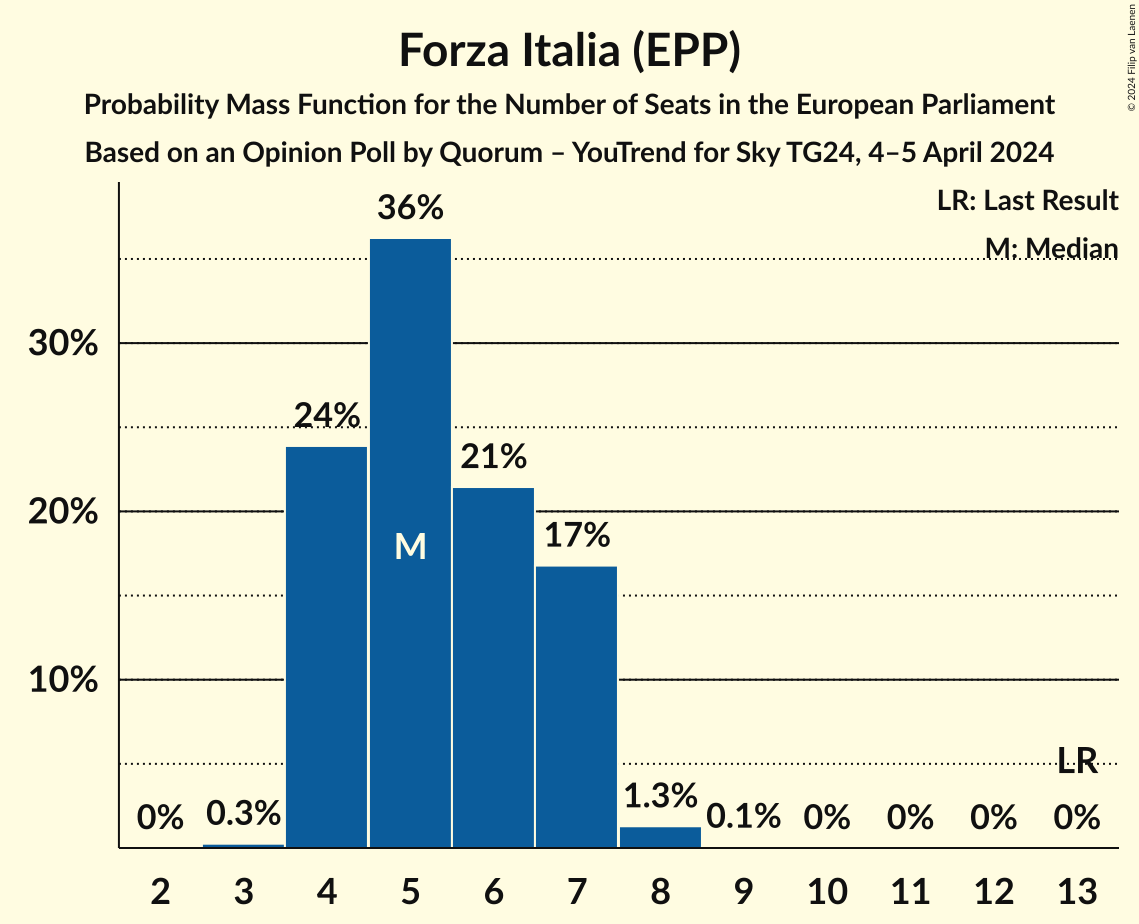 Forza Italia (EPP)
Probability Mass Function for the Number of Seats in the European Parliament
Based on an Opinion Poll by Quorum – YouTrend for Sky TG24, 4–5 April 2024
© 2024 Filip van Laenen
LR: Last Result
M: Median
36%
30%
24%
21%
20%
17%
M
10%
LR
0% 0.3% 1.3% 0.1% 0% 0% 0% 0%
2 3 4 5 6 7 8 9 10 11 12 13